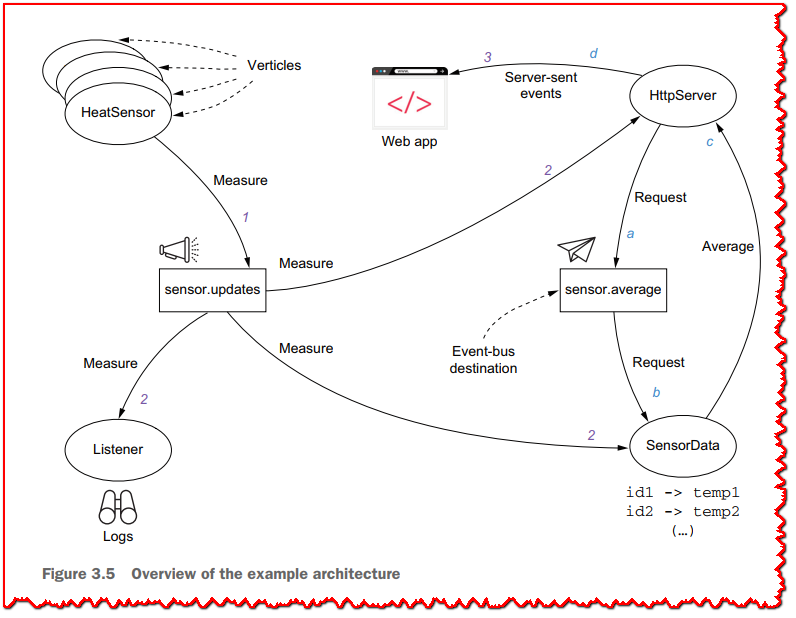 Verticles
HeatSensor
3
d
Server-sent
events
HttpServer
Web app
Measure
1
2
c
Request
a
Average
Measure
sensor.updates
sensor.average
Measure
Measure
Event-bus
destination
Request
2
b
2
Listener
SensorData
id1 -> temp1
id2 -> temp2
(…)
Logs
Figure 3.5 Overview of the example architecture